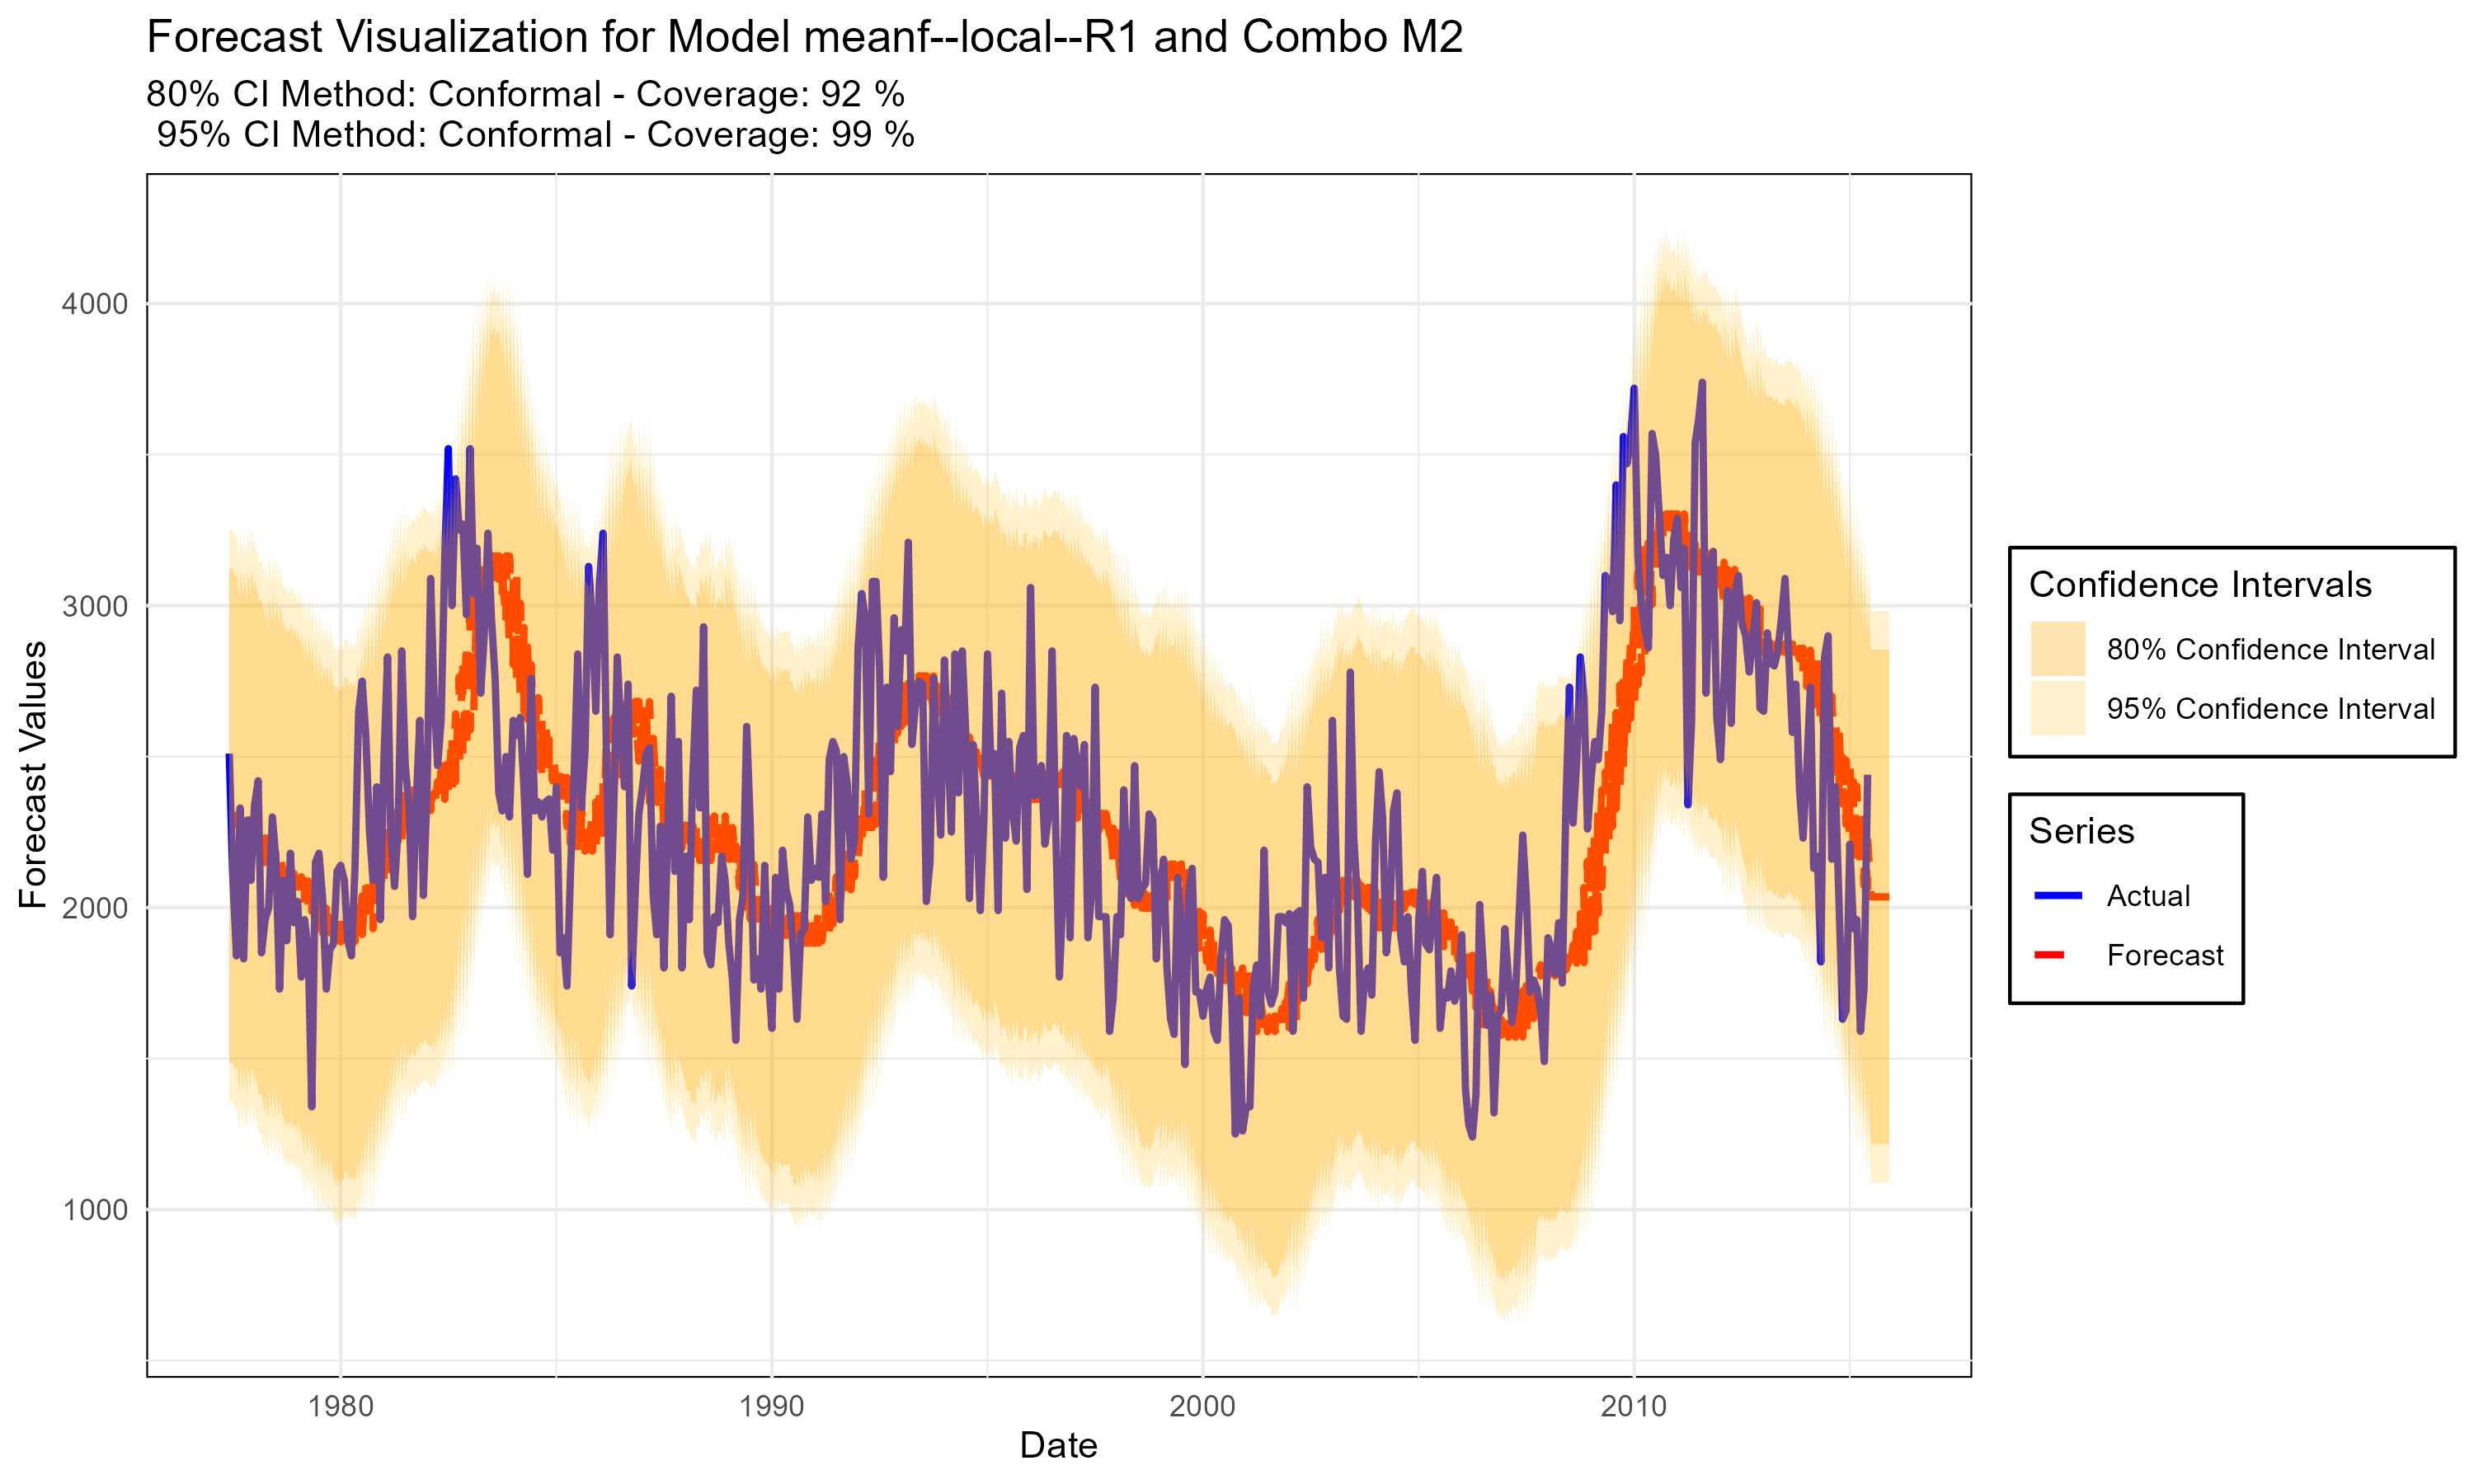 Forecast Visualization for Model meanf--local--R1 and Combo M2
80% CI Method: Conformal - Coverage: 92 %
95% CI Method: Conformal - Coverage: 99 %
Forecast Values
4000
3000
2000
1000
1980
1990
2000
2010
Date
Confidence Intervals
80% Confidence Interval
95% Confidence Interval
Series
Actual
Forecast